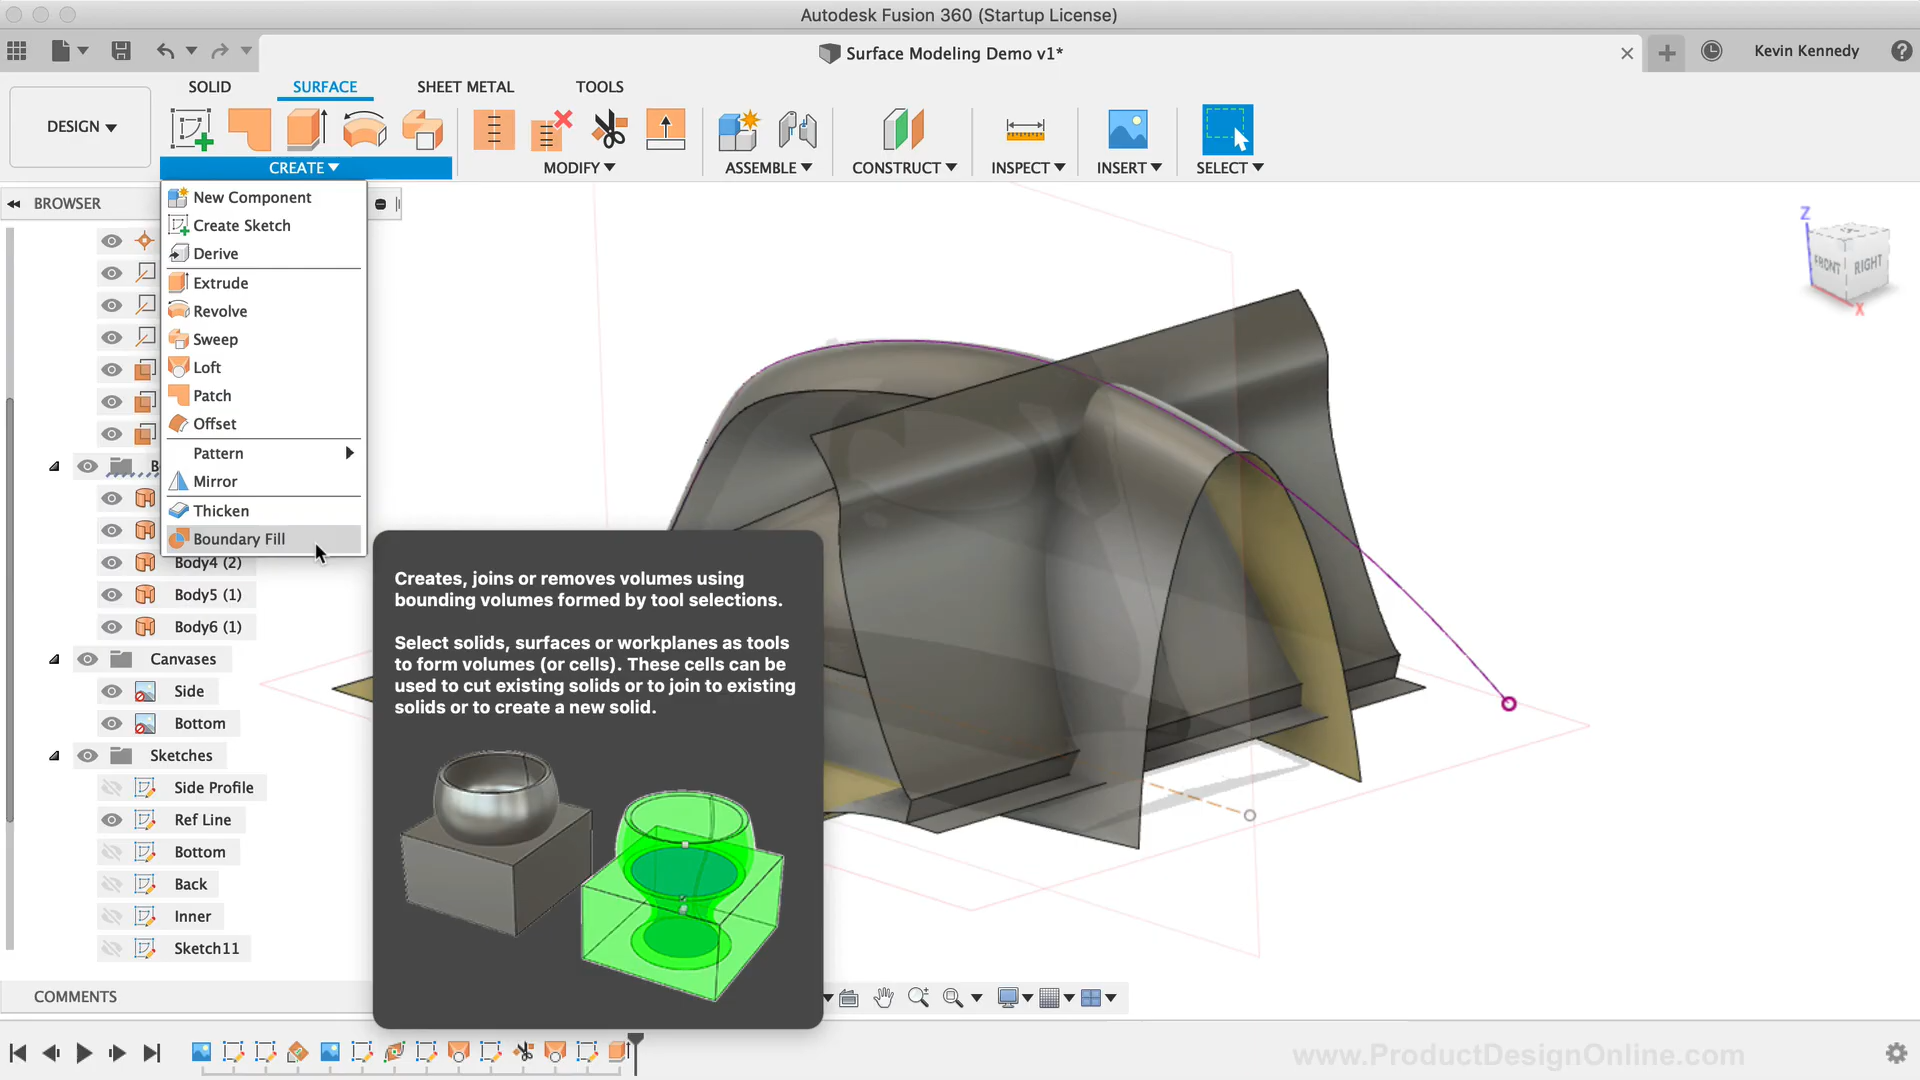 Autodesk Fusion 360 (Startup License)
Surface Modeling Demo v1*
Kevin Kennedy
SOLID
SURFACE
SHEET METAL
TOOLS
DESIGN
CREATE
MODIFY
ASSEMBLE
CONSTRUCT
INSPECT
INSERT
SELECT
BROWSER
New Component
Create Sketch
Derive
Extrude
Revolve
Sweep
Loft
Patch
Offset
Pattern
Mirror
Thicken
Boundary Fill
B
Body4 (2)
Body5 (1)
Body6 (1)
Canvases
Side
Bottom
Sketches
Side Profile
Ref Line
Bottom
Back
Inner
Sketch11
Creates, joins or removes volumes using
bounding volumes formed by tool selections.
Select solids, surfaces or workplanes as tools
to form volumes (or cells). These cells can be
used to cut existing solids or to join to existing
solids or to create a new solid.
Z
FRONT
RIGHT
X
COMMENTS
www.ProductDesignOnline.com